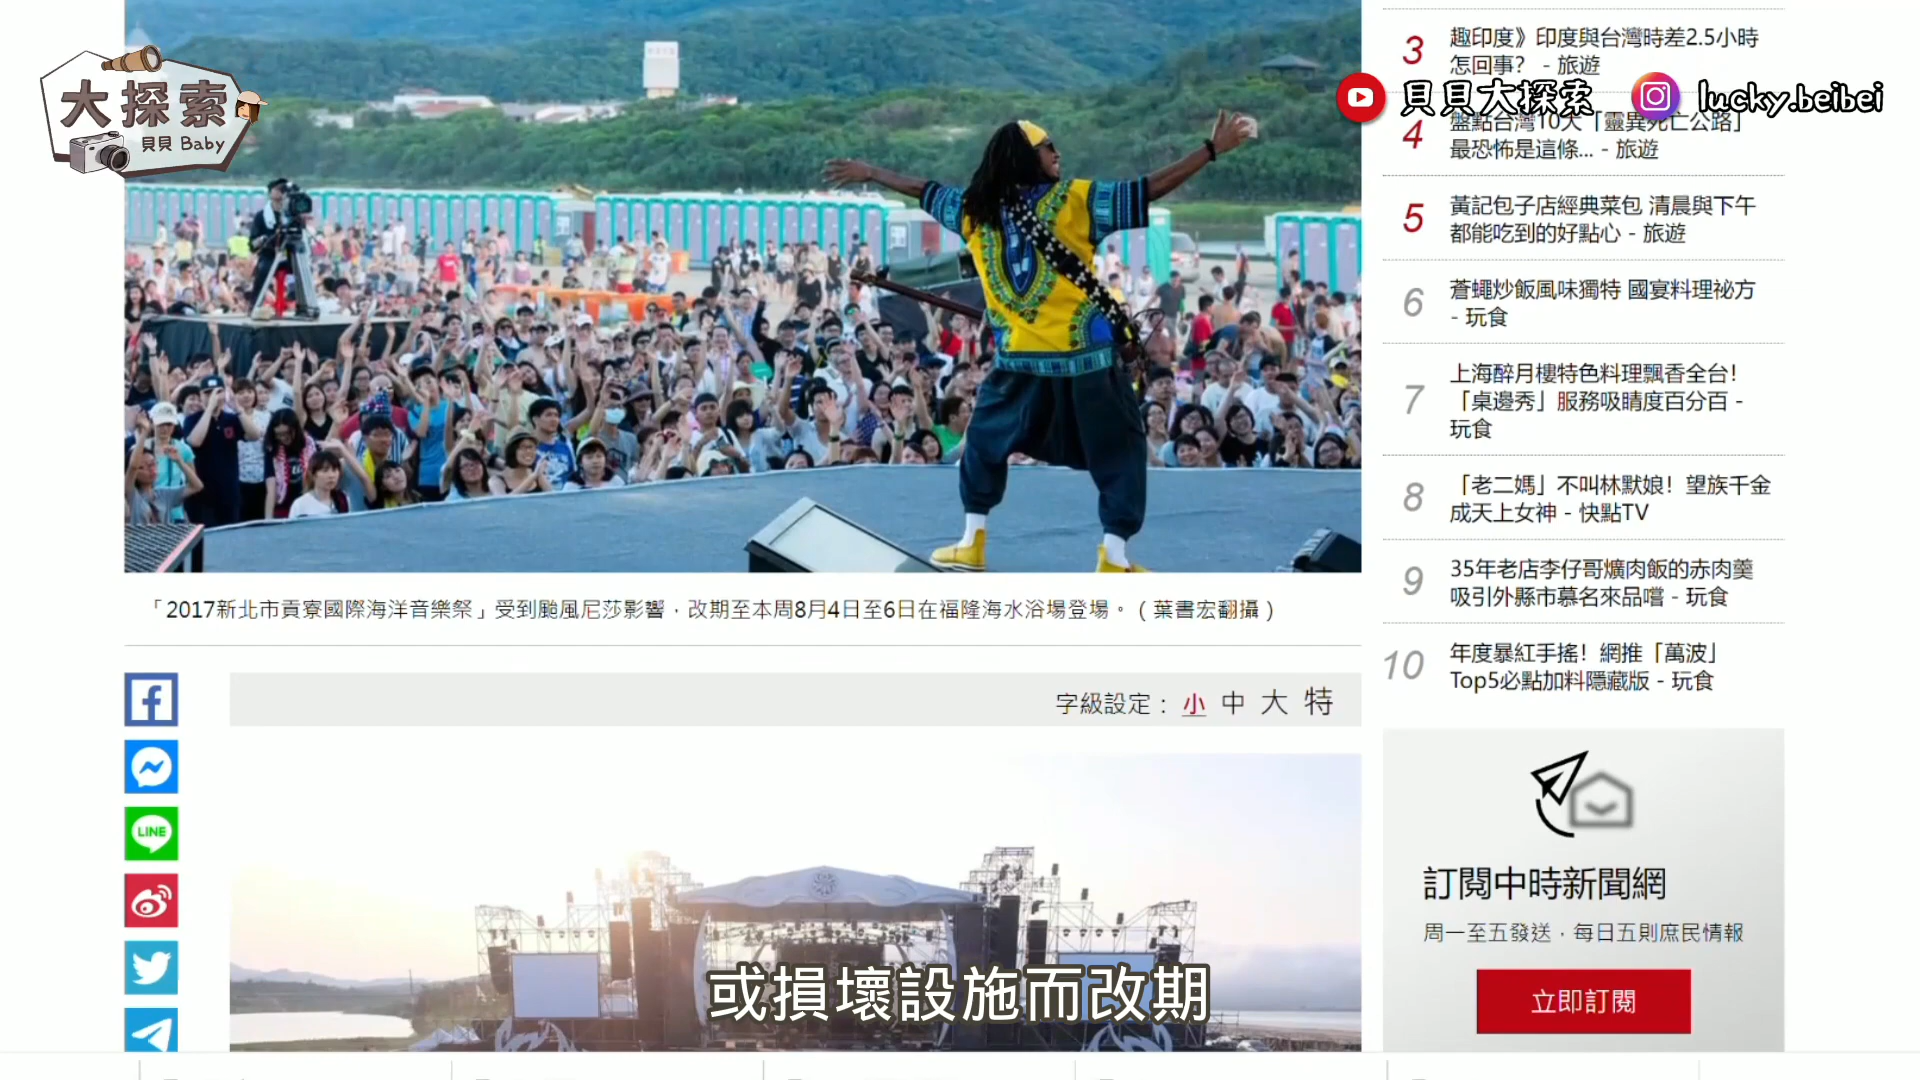 大探索
貝貝 Baby
貝貝大探索
lucky.beibei
3 趣印度》印度與台灣時差2.5小時
怎回事? - 旅遊
4 盤點台灣10大「靈異死亡公路」
最恐怖是這條... - 旅遊
5 黃記包子店經典菜包 清晨與下午
都能吃到的好點心 - 旅遊
6 蒼蠅炒飯風味獨特 國宴料理祕方
- 玩食
7 上海醉月樓特色料理飄香全台!
「桌邊秀」服務吸睛度百分百 -
玩食
8 「老二媽」不叫林默娘! 望族千金
成天上女神 - 快點TV
9 35年老店李仔哥爌肉飯的赤肉羹
吸引外縣市慕名來品嚐 - 玩食
10 年度暴紅手搖! 網推「萬波」
Top5必點加料隱藏版 - 玩食
「2017新北市貢寮國際海洋音樂祭」受到颱風尼莎影響,改期至本周8月4日至6日在福隆海水浴場登場。(葉書宏翻攝)
字級設定: 小 中 大 特
LINE
訂閱中時新聞網
周一至五發送,每日五則庶民情報
立即訂閱
或損壞設施而改期